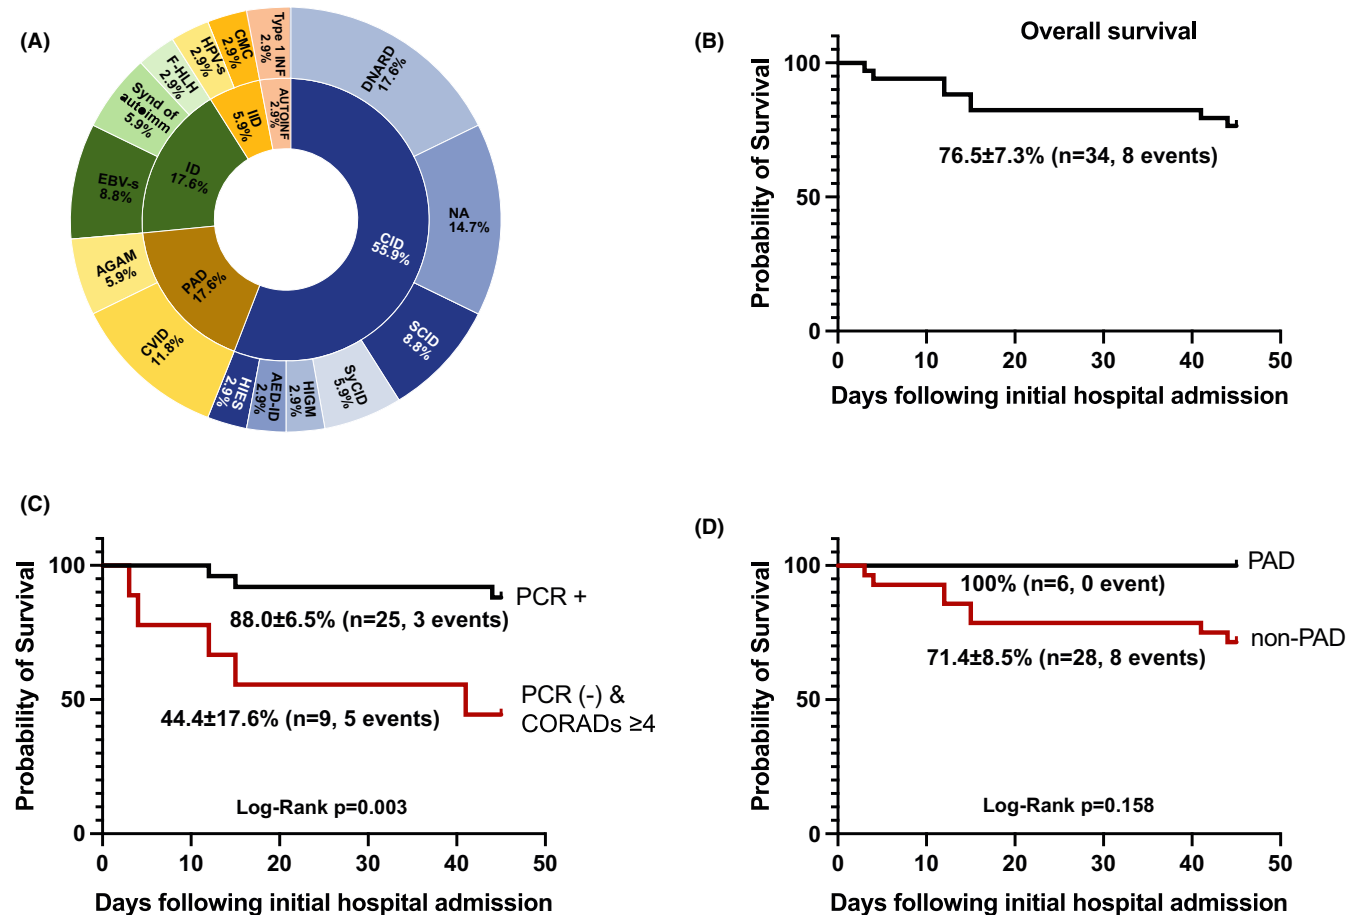 (A)
DNARD
17.6%
NA
14.7%
SCID
8.8%
SyCID
5.9%
HIGM
2.9%
AED-ID
2.9%
HIES
2.9%
CVID
11.8%
AGAM
5.9%
EBV-s
8.8%
Synd of
autoimm
5.9%
F-HLH
2.9%
HPV-s
2.9%
CMC
2.9%
Type 1 INF
2.9%
CID
55.9%
PAD
17.6%
ID
17.6%
IID
5.9%
AUTOINF
2.9%
(B)
Overall survival
Probability of Survival
100
50
0
76.5±7.3% (n=34, 8 events)
0 10 20 30 40 50
Days following initial hospital admission
(C)
Probability of Survival
100
50
0
PCR +
88.0±6.5% (n=25, 3 events)
PCR (-) &
CORADs ≥4
44.4±17.6% (n=9, 5 events)
Log-Rank p=0.003
0 10 20 30 40 50
Days following initial hospital admission
(D)
Probability of Survival
100
50
0
PAD
100% (n=6, 0 event)
non-PAD
71.4±8.5% (n=28, 8 events)
Log-Rank p=0.158
0 10 20 30 40 50
Days following initial hospital admission